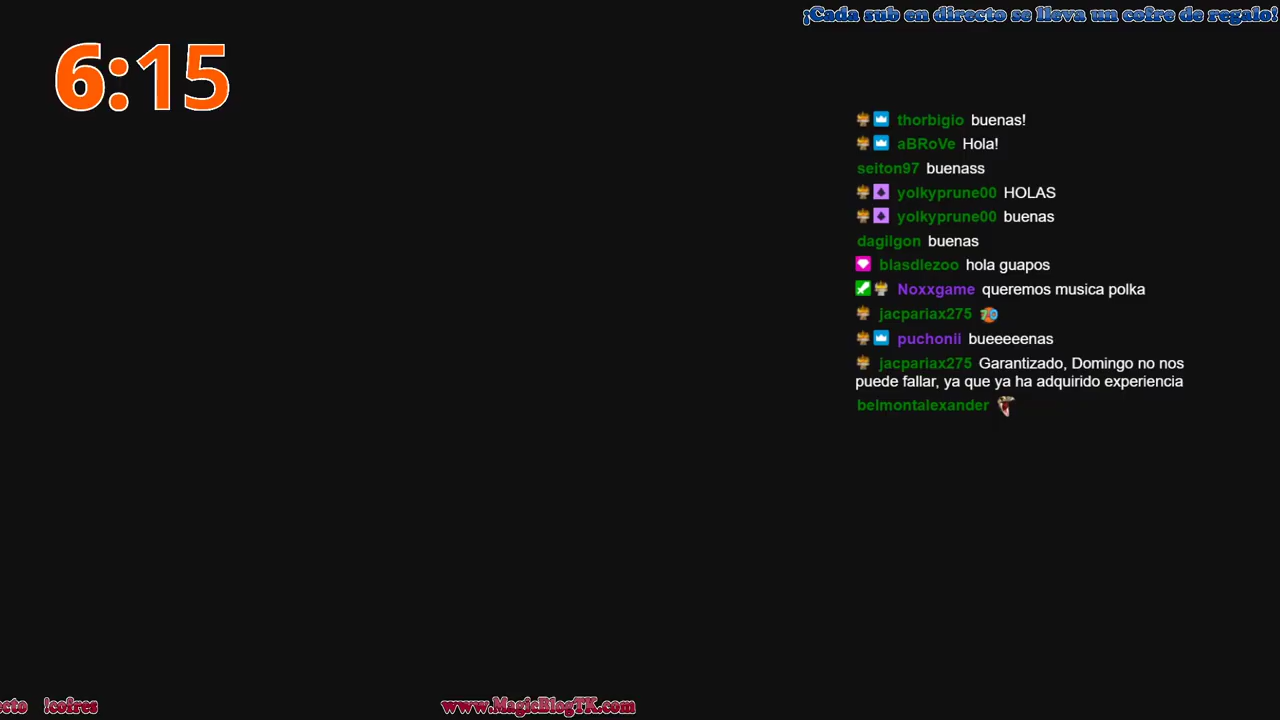 ¡Cada sub en directo se lleva un cofre de regalo!
6:15
thorbigio buenas!
aBRoVe Hola!
seiton97 buenass
yolkyprune00 HOLAS
yolkyprune00 buenas
dagilgon buenas
blasdlezoo hola guapos
Noxxgame queremos musica polka
jacpariax275
puchonii bueeeeenas
jacpariax275 Garantizado, Domingo no nos
puede fallar, ya que ya ha adquirido experiencia
belmontalexander
ecto !cofres www.MagicBlogTK.com